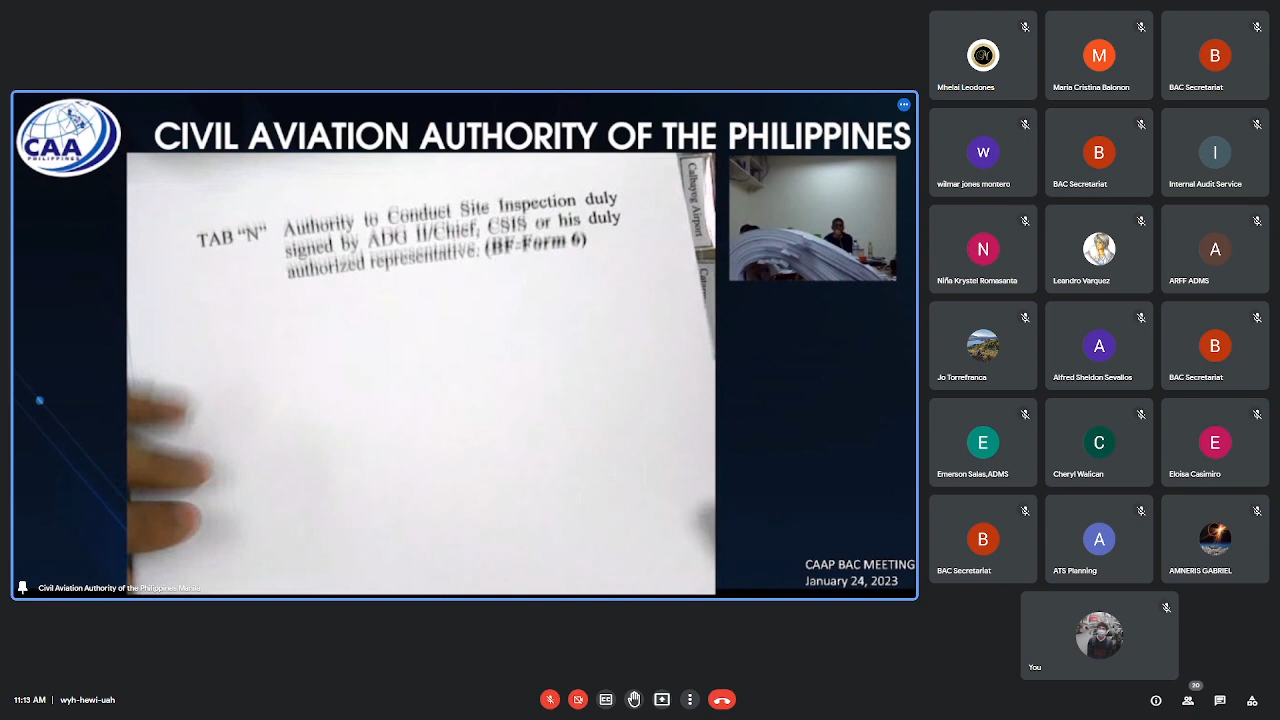 CAA
PHILIPPINES
CIVIL AVIATION AUTHORITY OF THE PHILIPPINES
TAB "N" Authority to Conduct Site Inspection duly
signed by ADG II/Chief, CSIS or his duly
authorized representative. (BF-Form 6)
Calbayog Airport
CAAP BAC MEETING
January 24, 2023
Civil Aviation Authority of the Philippines Manila
Mhelai Leodones
M
Maria Cristina Balonon
B
BAC Secretariat
w
wilmar jones montero
B
BAC Secretariat
I
Internal Audit Service
N
Niña Krystel Romasanta
Leandro Varquez
A
ARFF ADMS
Jo Torrefranca
A
Alfred Sheldon Sevallos
B
BAC Secretariat
E
Emerson Salas,ADMS
C
Cheryl Walican
E
Eloisa Casimiro
B
BAC Secretariat
A
ATS Planning
AMNERIS GABRIEL
You
11:13 AM | wyh-hewi-uah
20